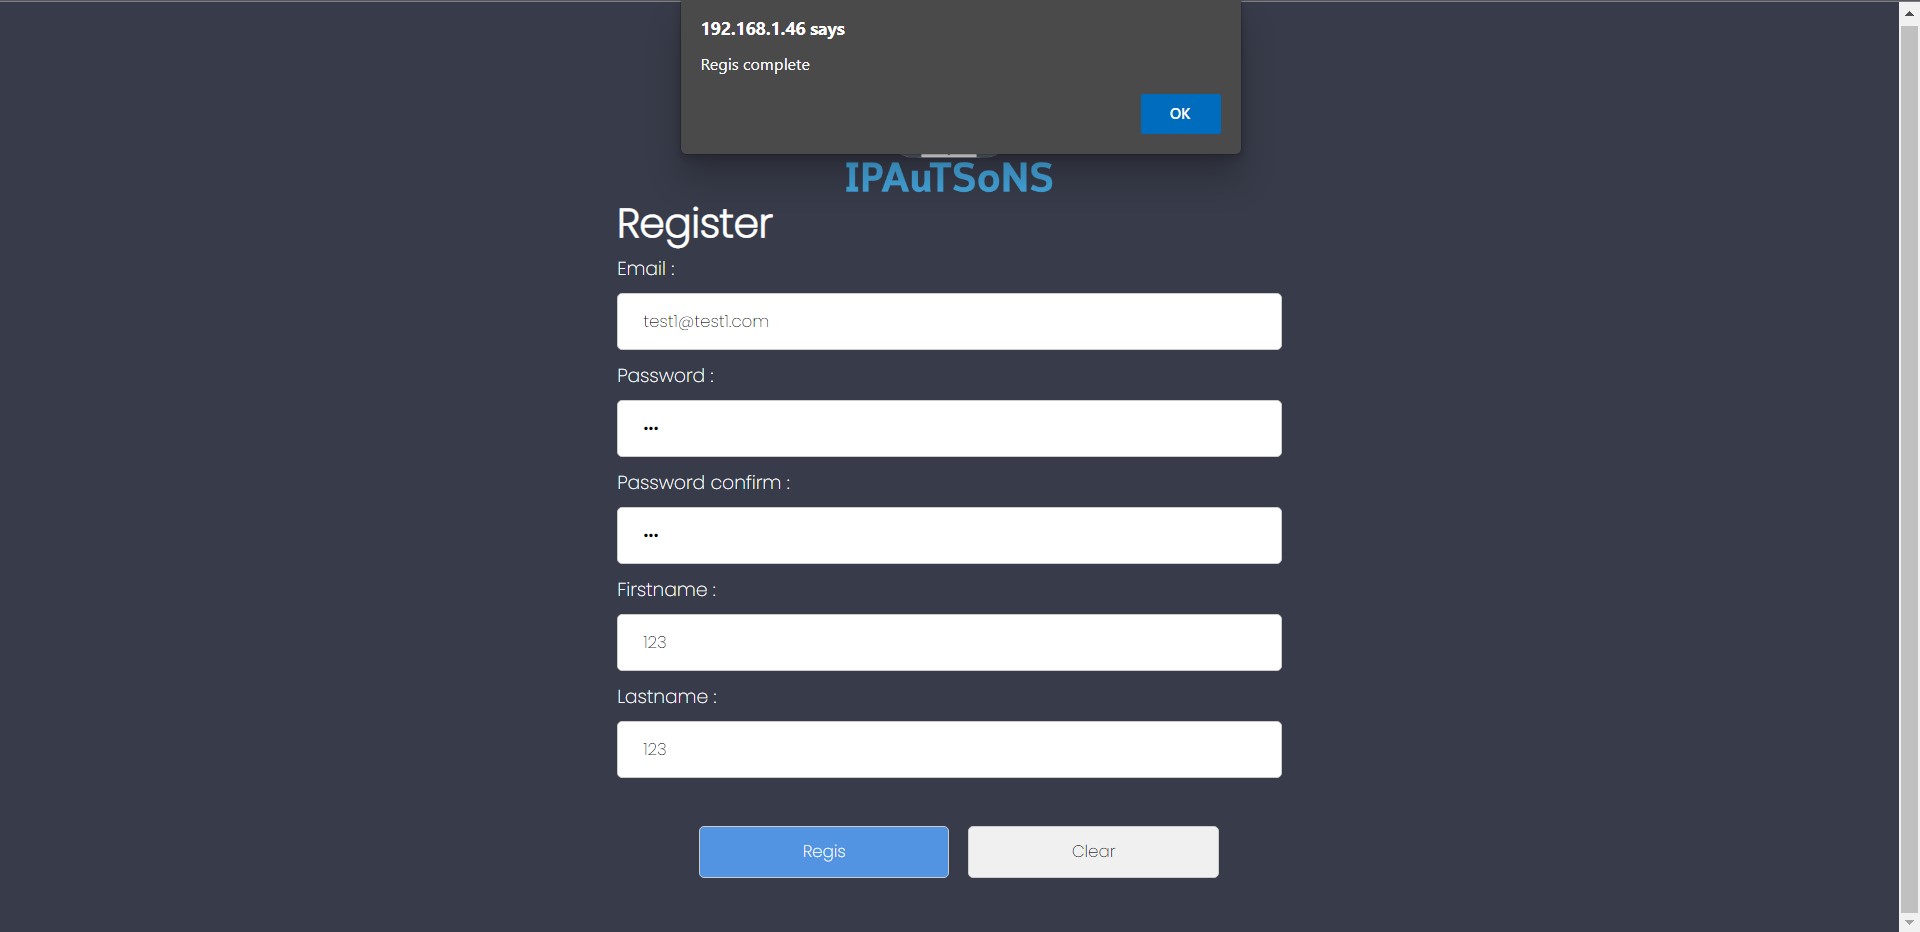 192.168.1.46 says
Regis complete
OK
IPAuTSoNS
Register
Email :
test1@test1.com
Password :
•••
Password confirm :
•••
Firstname :
123
Lastname :
123
Regis
Clear